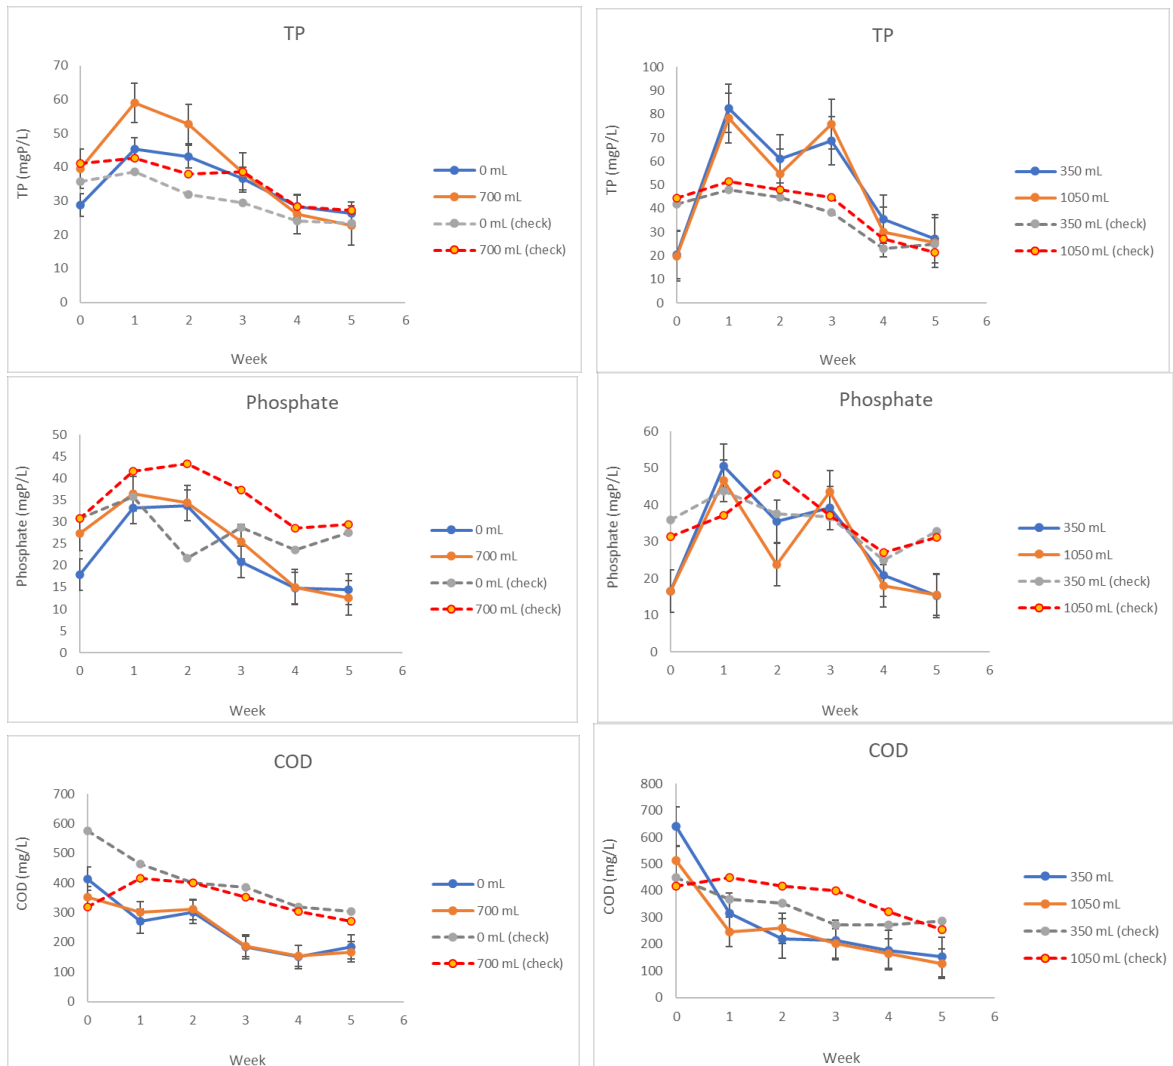 TP
TP (mgP/L)
70
60
50
40
30
20
10
0
0 1 2 3 4 5 6
Week
0 mL
700 mL
0 mL (check)
700 mL (check)
TP
TP (mgP/L)
100
90
80
70
60
50
40
30
20
10
0
0 1 2 3 4 5 6
Week
350 mL
1050 mL
350 mL (check)
1050 mL (check)
Phosphate
Phosphate (mgP/L)
50
45
40
35
30
25
20
15
10
5
0
0 1 2 3 4 5 6
Week
0 mL
700 mL
0 mL (check)
700 mL (check)
Phosphate
Phosphate (mgP/L)
60
50
40
30
20
10
0
0 1 2 3 4 5 6
Week
350 mL
1050 mL
350 mL (check)
1050 mL (check)
COD
COD (mg/L)
700
600
500
400
300
200
100
0
0 1 2 3 4 5 6
Week
0 mL
700 mL
0 mL (check)
700 mL (check)
COD
COD (mg/L)
800
700
600
500
400
300
200
100
0
0 1 2 3 4 5 6
Week
350 mL
1050 mL
350 mL (check)
1050 mL (check)